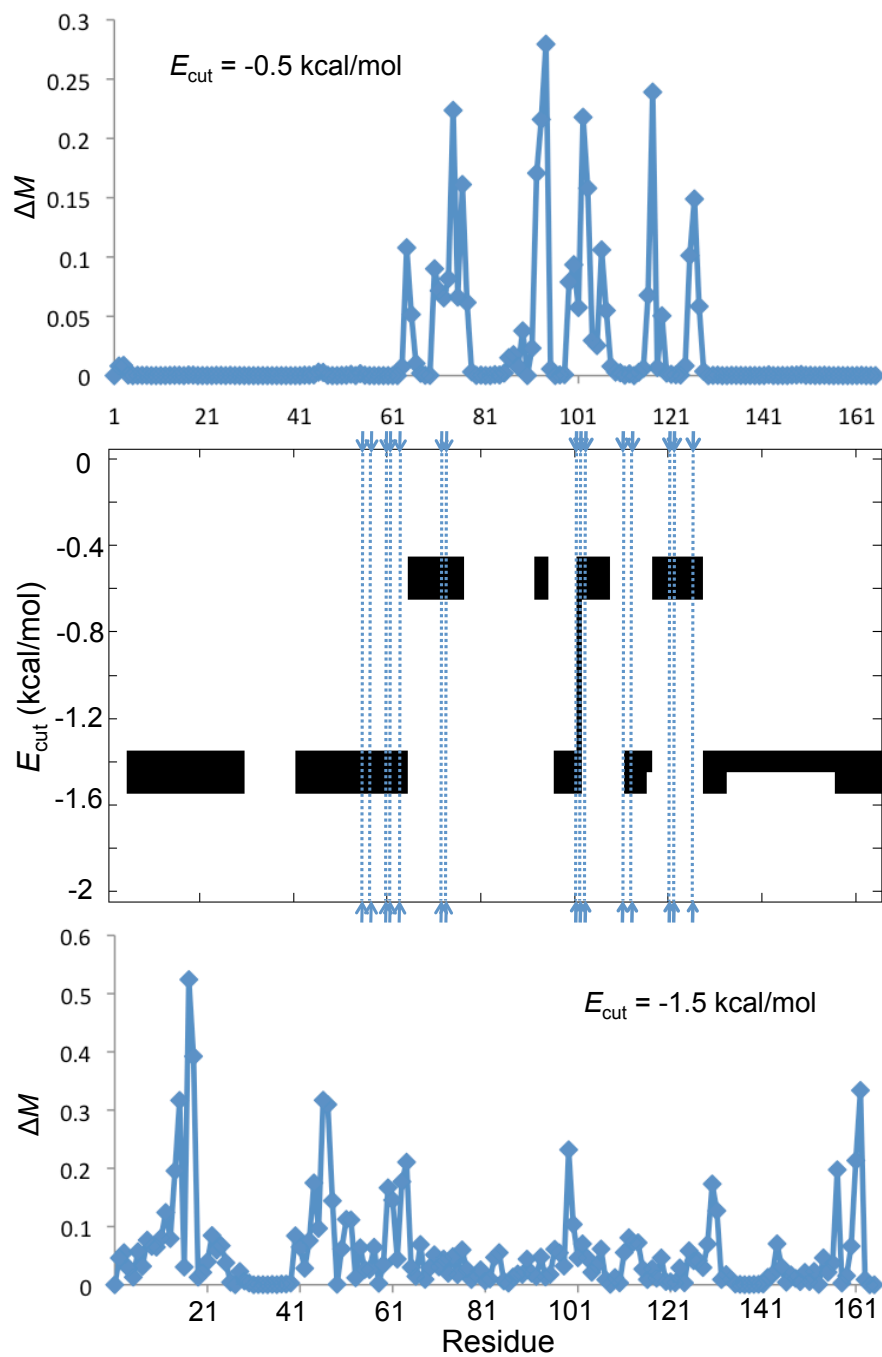 0.3
E_cut = -0.5 kcal/mol
0.25
0.2
ΔM
0.15
0.1
0.05
0
1 21 41 61 81 101 121 141 161
0
-0.4
-0.8
E_cut (kcal/mol)
-1.2
-1.6
-2
0.6
0.5
E_cut = -1.5 kcal/mol
0.4
ΔM
0.3
0.2
0.1
0
21 41 61 81 101 121 141 161
Residue